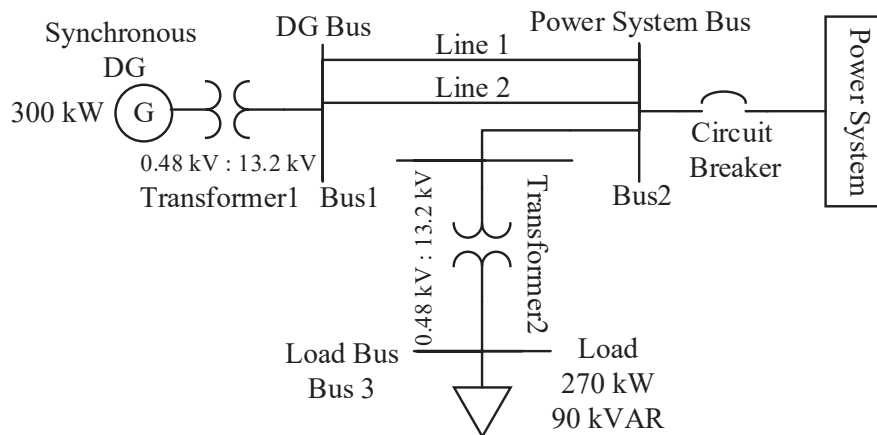 Synchronous
DG
300 kW
G
0.48 kV : 13.2 kV
Transformer1
DG Bus
Bus1
Line 1
Line 2
Power System Bus
Bus2
Circuit
Breaker
Power System
0.48 kV : 13.2 kV
Transformer2
Load Bus
Bus 3
Load
270 kW
90 kVAR